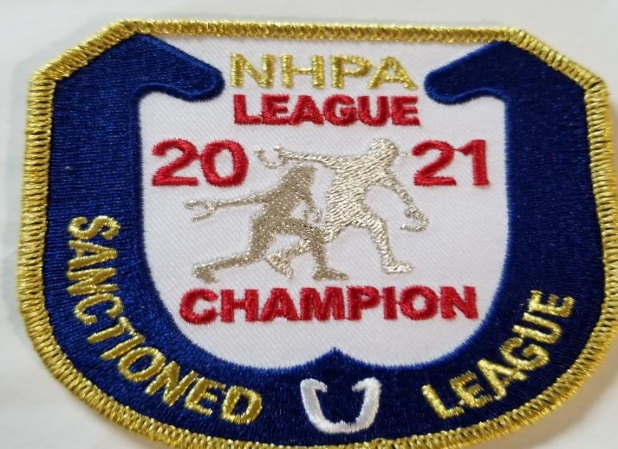 NHPA
LEAGUE
20 21
CHAMPION
SANCTIONED LEAGUE